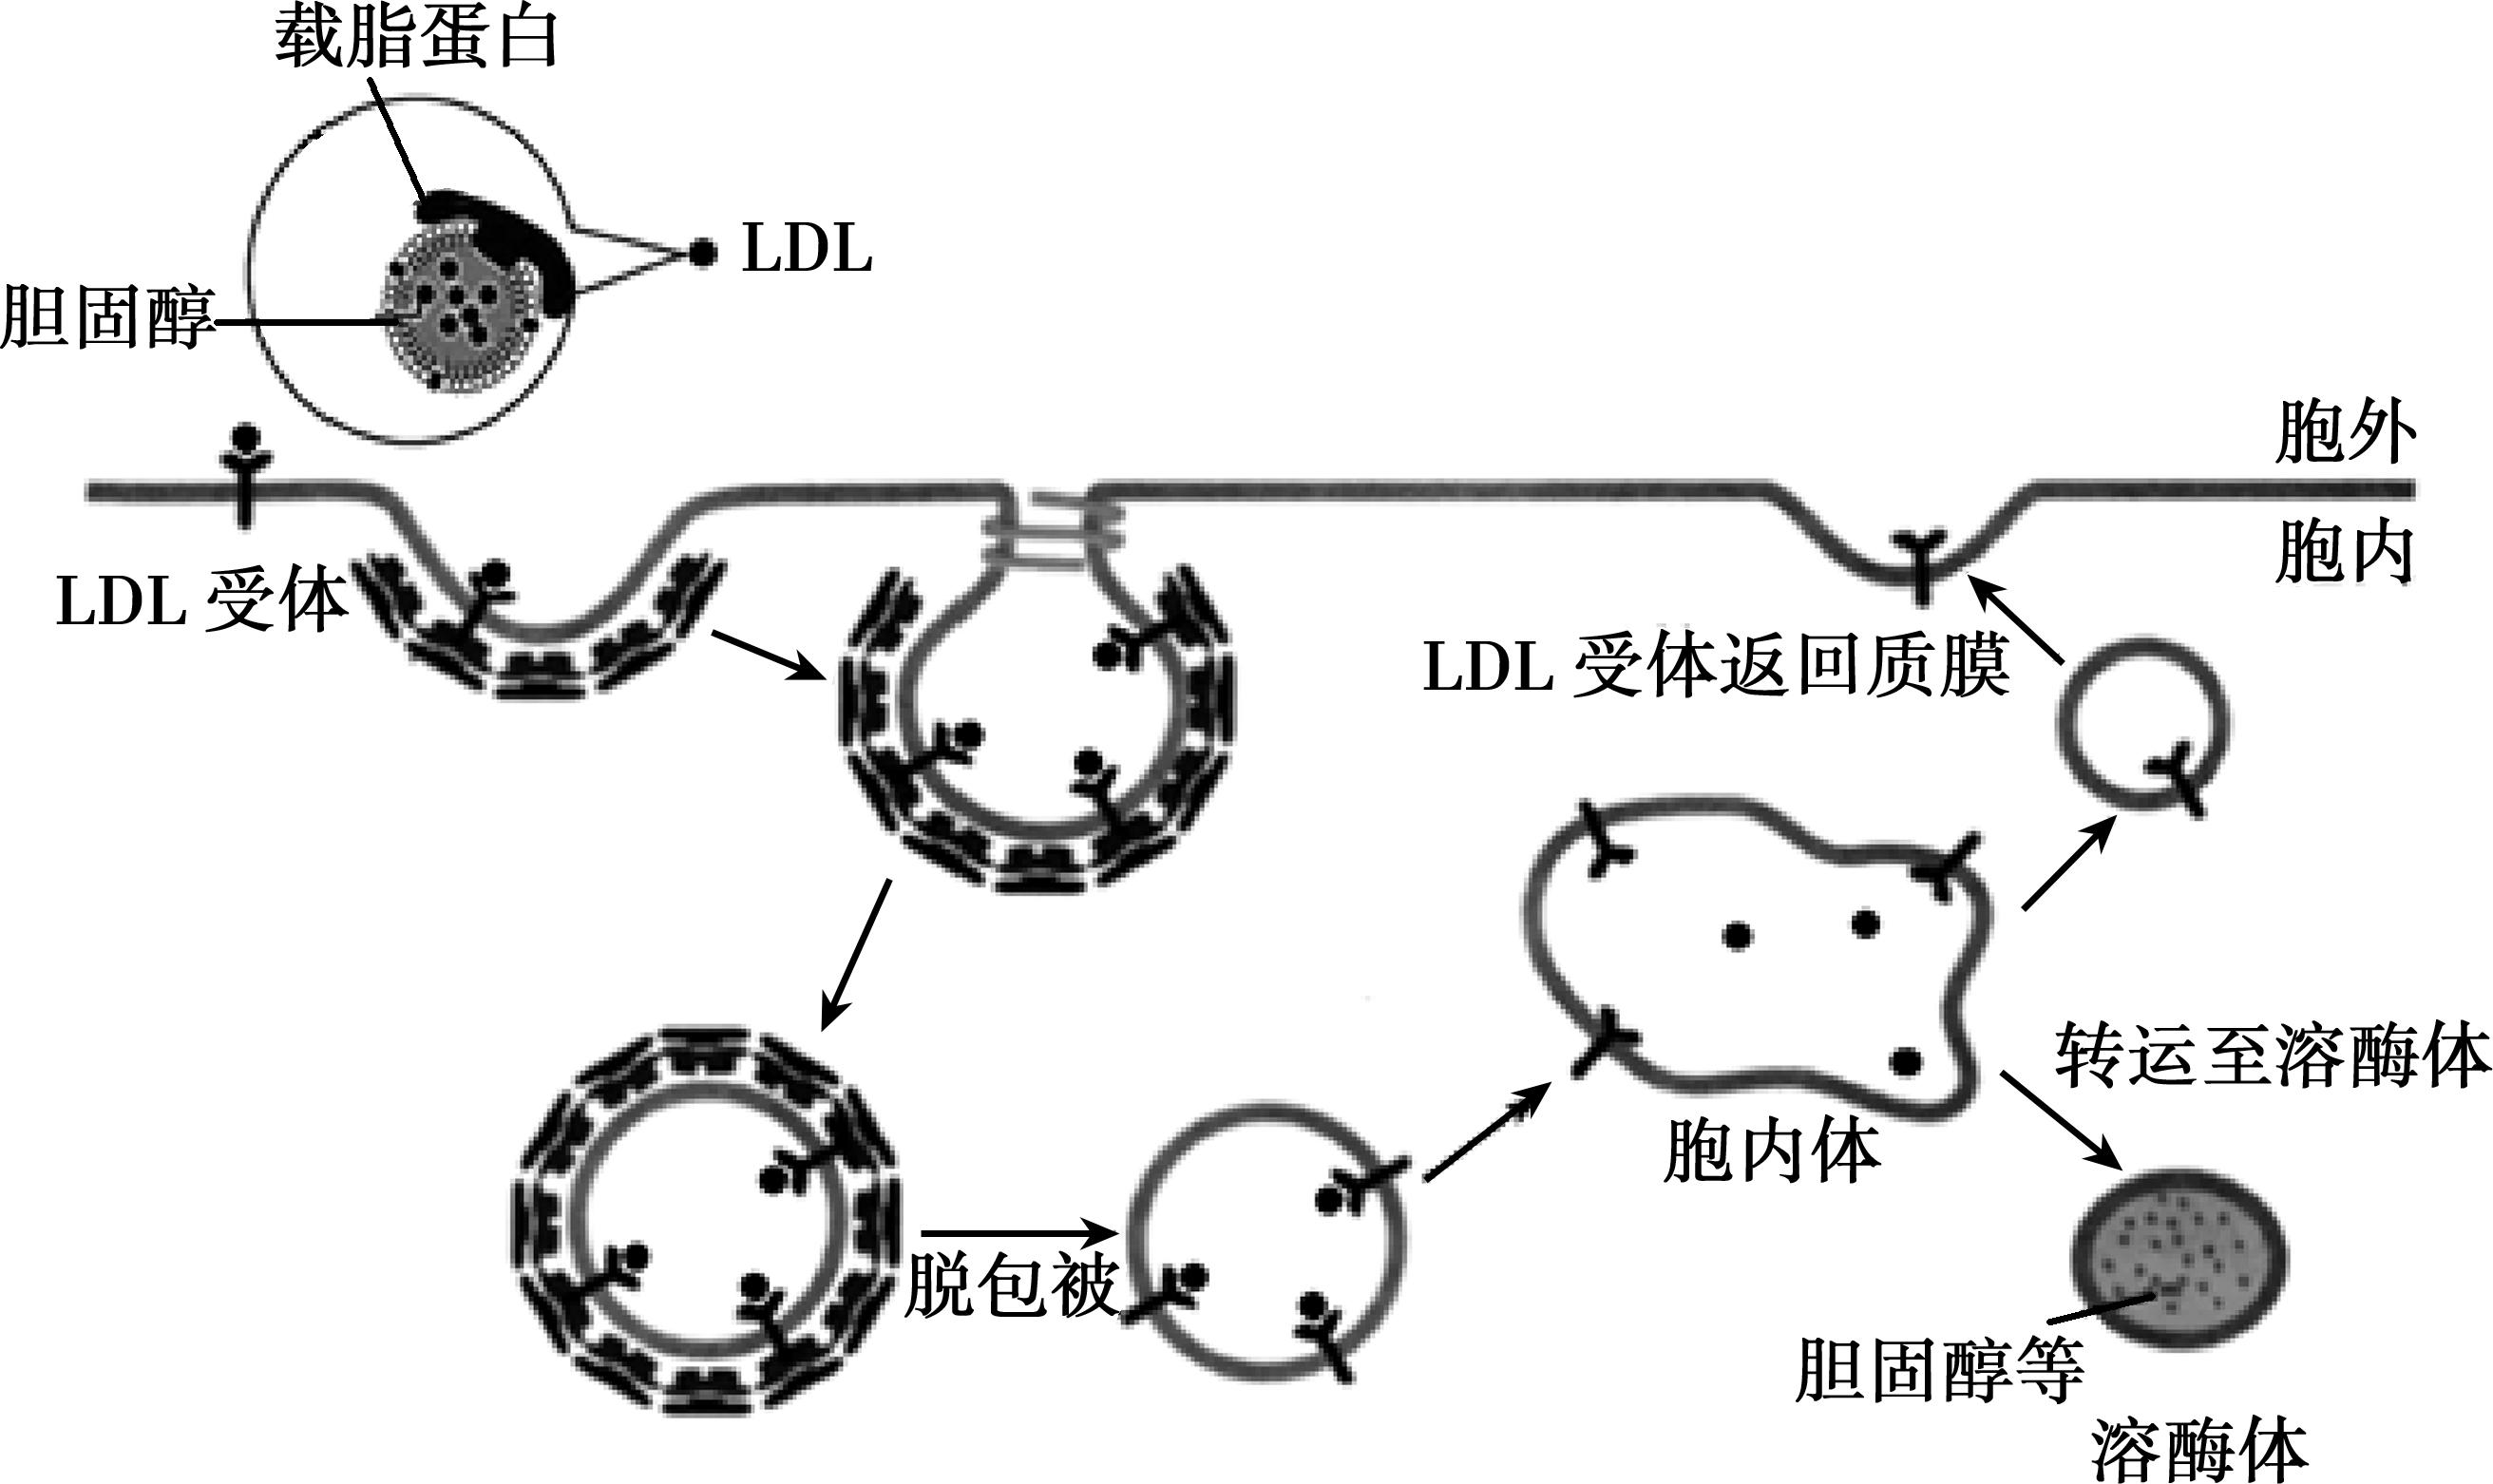 载脂蛋白
LDL
胆固醇
胞外
胞内
LDL 受体
LDL 受体返回质膜
转运至溶酶体
胞内体
脱包被
胆固醇等
溶酶体